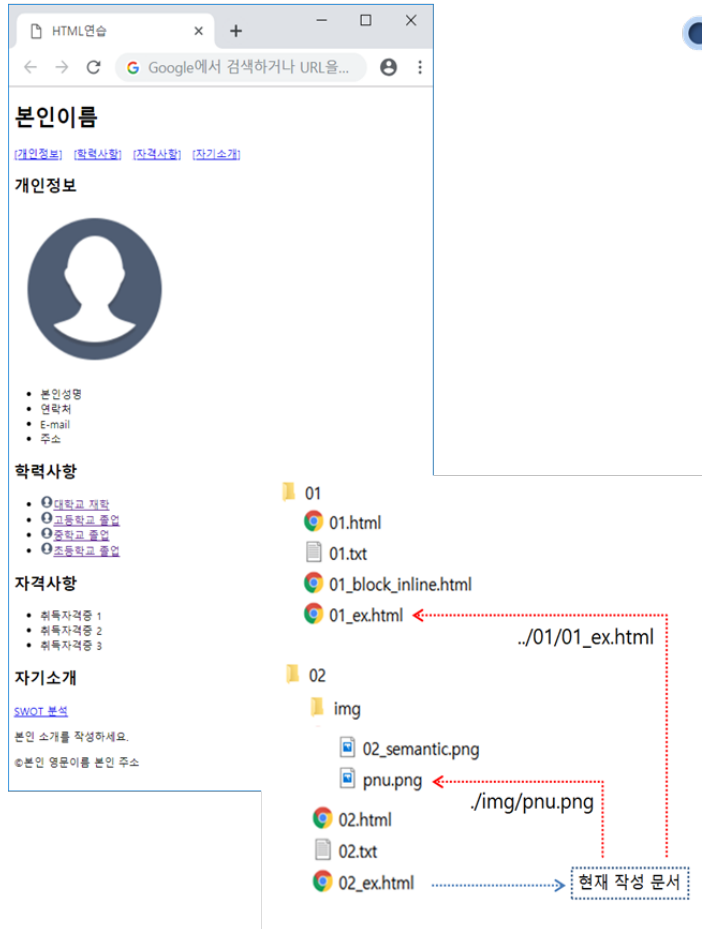 HTML연습
Google에서 검색하거나 URL을...
본인이름
[개인정보] [학력사항] [자격사항] [자기소개]
개인정보
본인성명
연락처
E-mail
주소
학력사항
대학교 재학
고등학교 졸업
중학교 졸업
초등학교 졸업
자격사항
취득자격증 1
취득자격증 2
취득자격증 3
자기소개
SWOT 분석
본인 소개를 작성하세요.
©본인 영문이름 본인 주소
01
01.html
01.txt
01_block_inline.html
01_ex.html
../01/01_ex.html
02
img
02_semantic.png
pnu.png
./img/pnu.png
02.html
02.txt
02_ex.html
현재 작성 문서